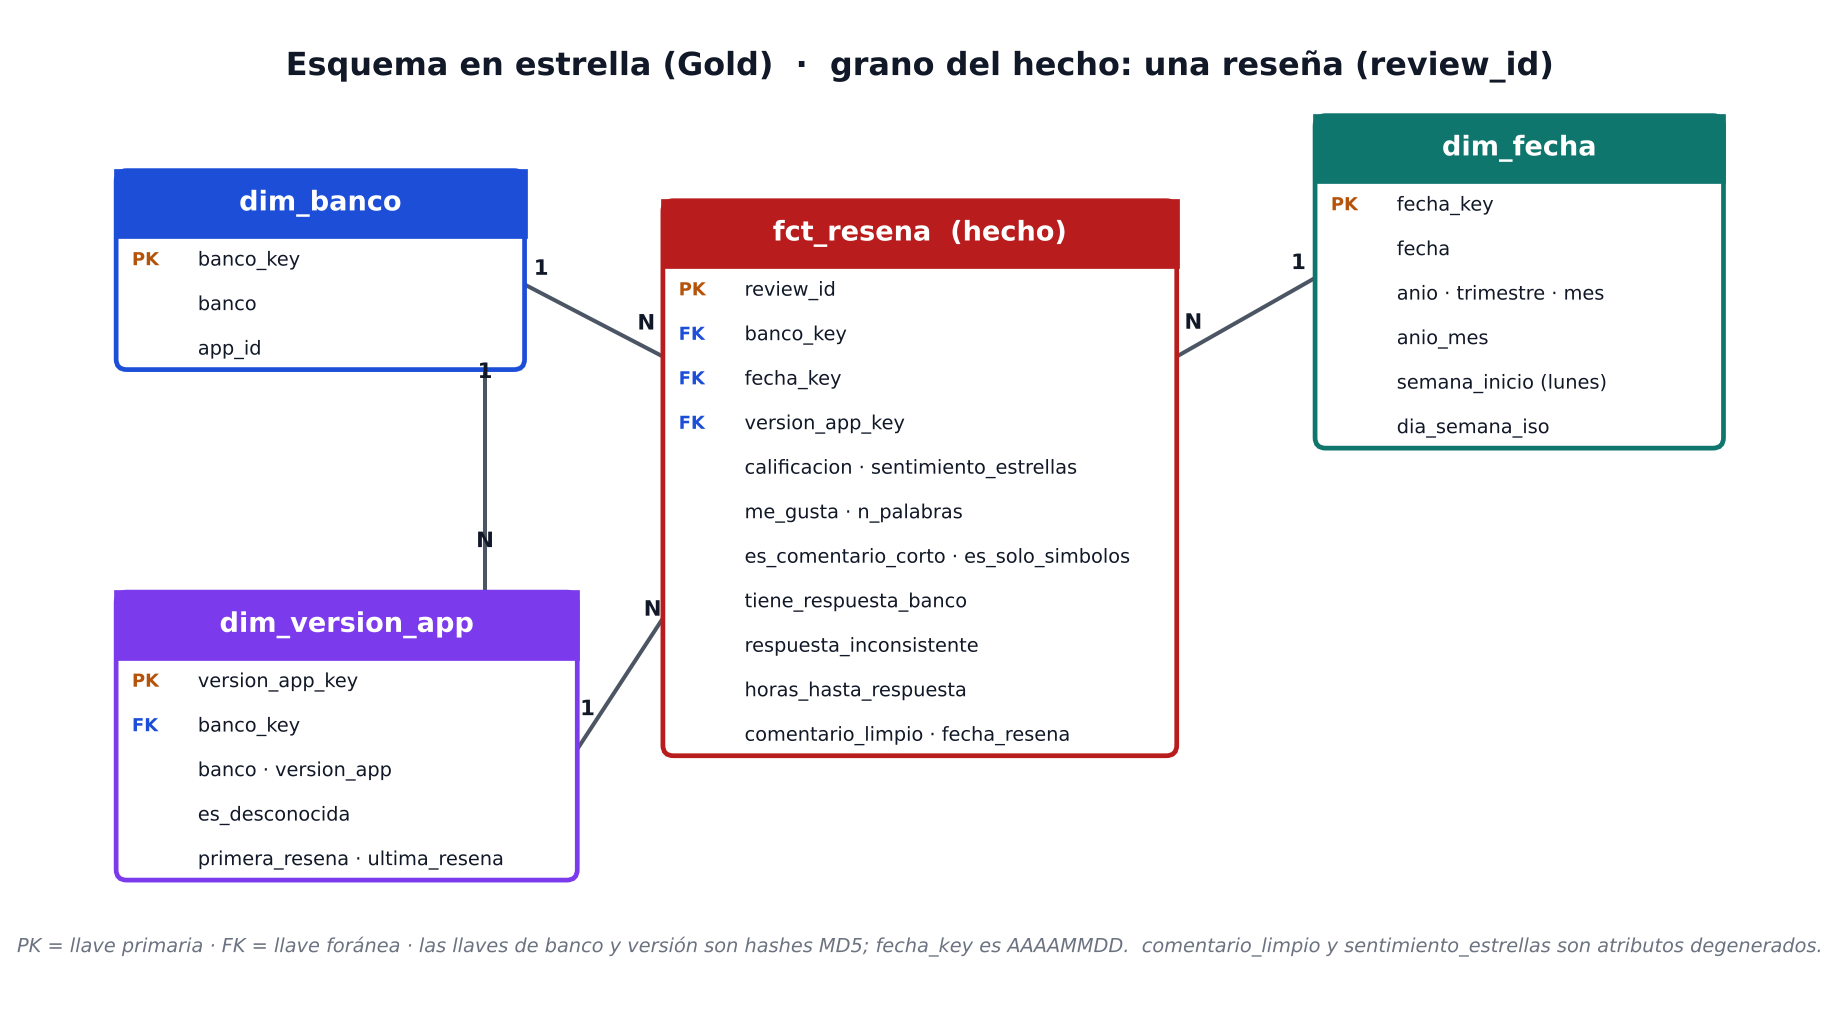 Esquema en estrella (Gold)  ·  grano del hecho: una reseña (review_id)
dim_banco
PK banco_key
banco
app_id
1
N
1
N
dim_version_app
PK version_app_key
FK banco_key
banco · version_app
es_desconocida
primera_resena · ultima_resena
1
N
fct_resena  (hecho)
PK review_id
FK banco_key
FK fecha_key
FK version_app_key
calificacion · sentimiento_estrellas
me_gusta · n_palabras
es_comentario_corto · es_solo_simbolos
tiene_respuesta_banco
respuesta_inconsistente
horas_hasta_respuesta
comentario_limpio · fecha_resena
N
1
dim_fecha
PK fecha_key
fecha
anio · trimestre · mes
anio_mes
semana_inicio (lunes)
dia_semana_iso
PK = llave primaria · FK = llave foránea · las llaves de banco y versión son hashes MD5; fecha_key es AAAAMMDD.  comentario_limpio y sentimiento_estrellas son atributos degenerados.